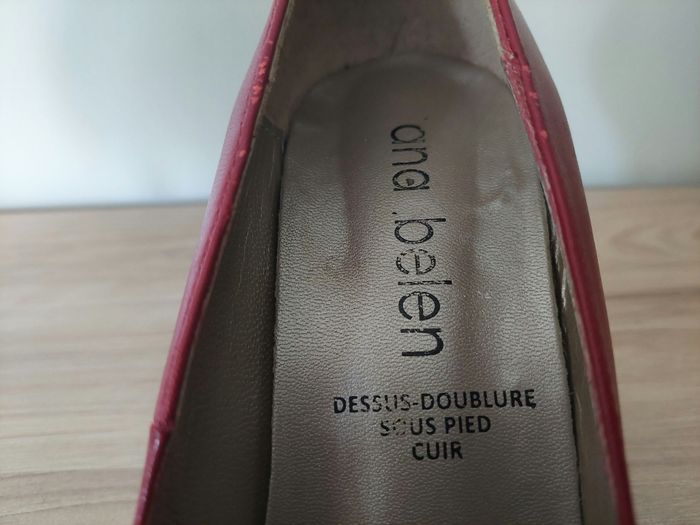 ana belen
DESSUS-DOUBLURE
SOUS PIED
CUIR